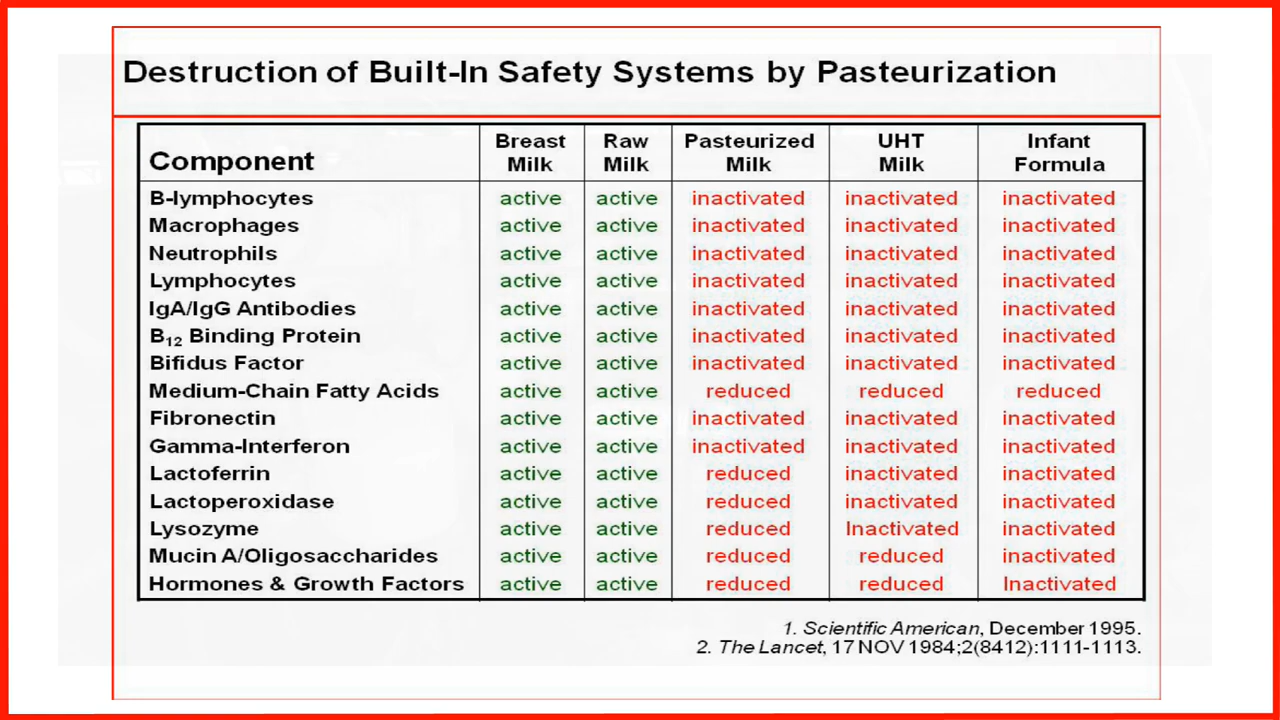 Destruction of Built-In Safety Systems by Pasteurization
Component Breast Milk Raw Milk Pasteurized Milk UHT Milk Infant Formula
B-lymphocytes active active inactivated inactivated inactivated
Macrophages active active inactivated inactivated inactivated
Neutrophils active active inactivated inactivated inactivated
Lymphocytes active active inactivated inactivated inactivated
IgA/IgG Antibodies active active inactivated inactivated inactivated
B₁₂ Binding Protein active active inactivated inactivated inactivated
Bifidus Factor active active inactivated inactivated inactivated
Medium-Chain Fatty Acids active active reduced reduced reduced
Fibronectin active active inactivated inactivated inactivated
Gamma-Interferon active active inactivated inactivated inactivated
Lactoferrin active active reduced inactivated inactivated
Lactoperoxidase active active reduced inactivated inactivated
Lysozyme active active reduced Inactivated inactivated
Mucin A/Oligosaccharides active active reduced reduced inactivated
Hormones & Growth Factors active active reduced reduced Inactivated
1. Scientific American, December 1995.
2. The Lancet, 17 NOV 1984;2(8412):1111-1113.